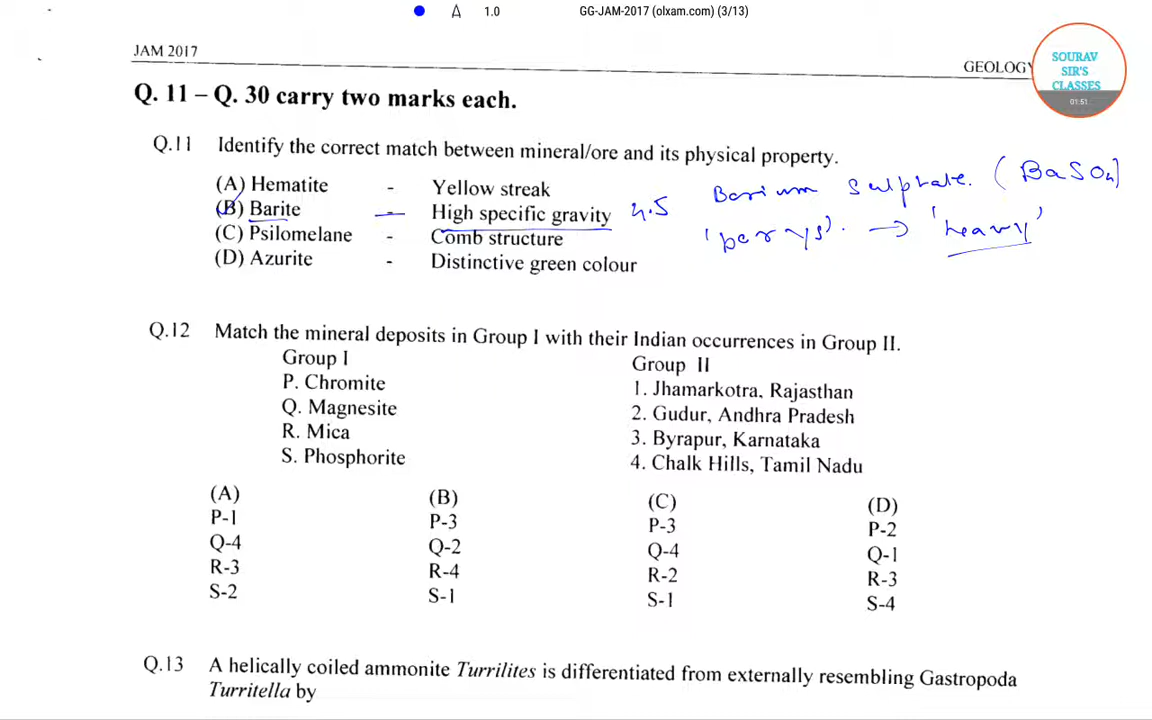 1.0 GG-JAM-2017 (olxam.com) (3/13)
JAM 2017
GEOLOGY
SOURAV
SIR'S
CLASSES
01:51
Q. 11 – Q. 30 carry two marks each.
Q.11 Identify the correct match between mineral/ore and its physical property.
(A) Hematite - Yellow streak
(B) Barite - High specific gravity 4.5
(C) Psilomelane - Comb structure
(D) Azurite - Distinctive green colour
Barium sulphate. (BaSO4)
'barys'. → 'heavy'
Q.12 Match the mineral deposits in Group I with their Indian occurrences in Group II.
Group I Group II
P. Chromite 1. Jhamarkotra, Rajasthan
Q. Magnesite 2. Gudur, Andhra Pradesh
R. Mica 3. Byrapur, Karnataka
S. Phosphorite 4. Chalk Hills, Tamil Nadu
(A) (B) (C) (D)
P-1 P-3 P-3 P-2
Q-4 Q-2 Q-4 Q-1
R-3 R-4 R-2 R-3
S-2 S-1 S-1 S-4
Q.13 A helically coiled ammonite Turrilites is differentiated from externally resembling Gastropoda
Turritella by